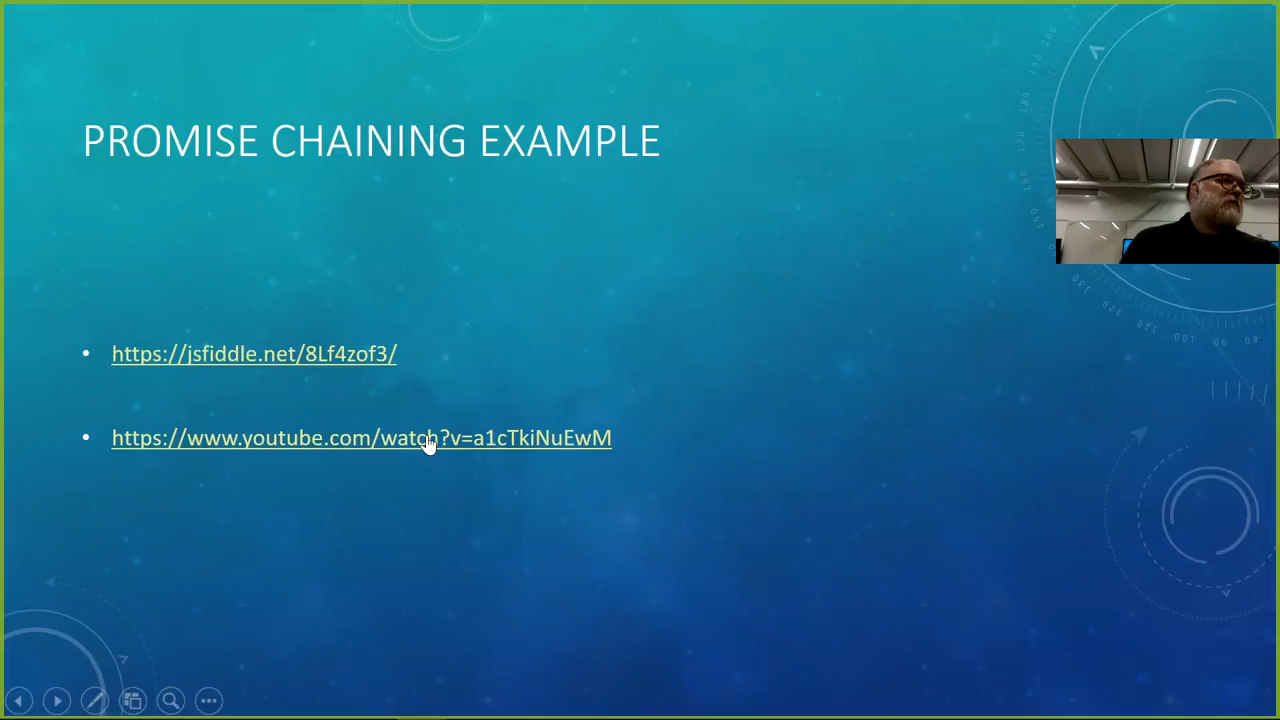 PROMISE CHAINING EXAMPLE
• https://jsfiddle.net/8Lf4zof3/
• https://www.youtube.com/watch?v=a1cTkiNuEwM